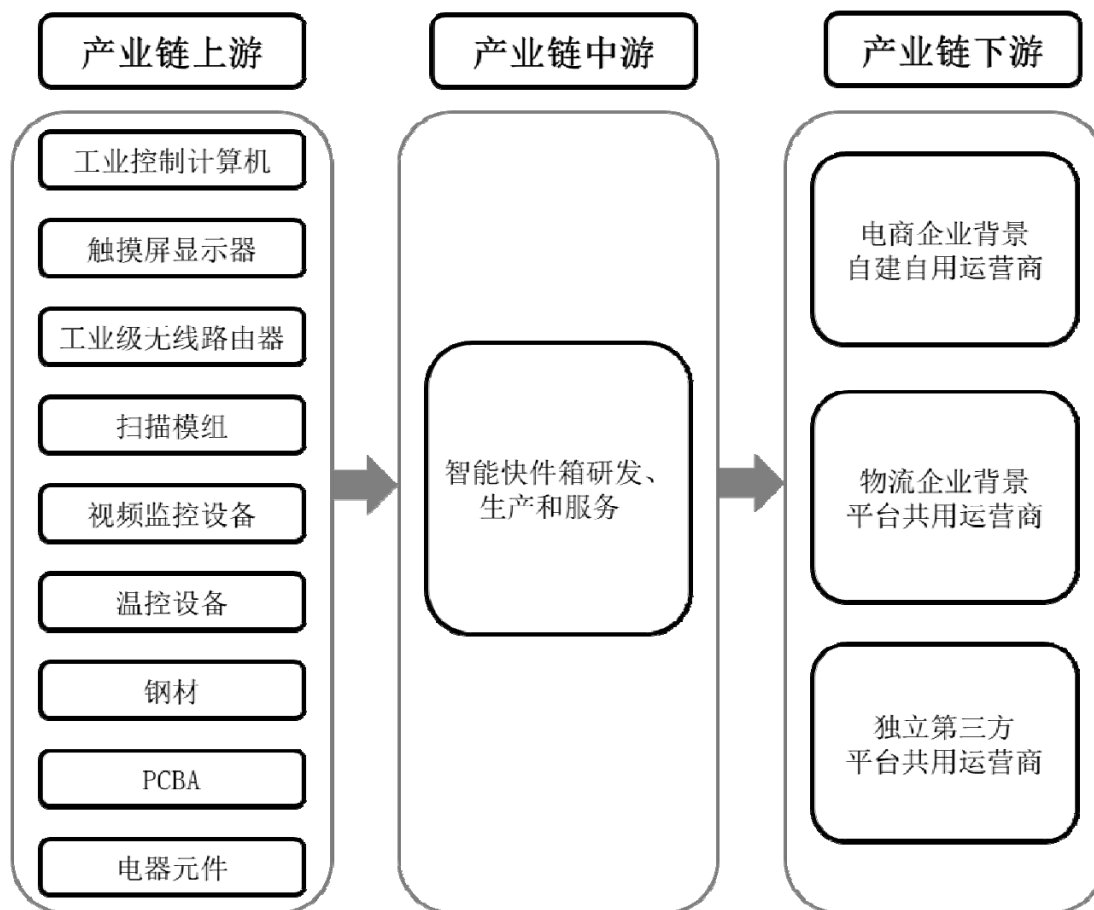 产业链上游
产业链中游
产业链下游
工业控制计算机
触摸屏显示器
工业级无线路由器
扫描模组
视频监控设备
温控设备
钢材
PCBA
电器元件
智能快件箱研发、
生产和服务
电商企业背景
自建自用运营商
物流企业背景
平台共用运营商
独立第三方
平台共用运营商